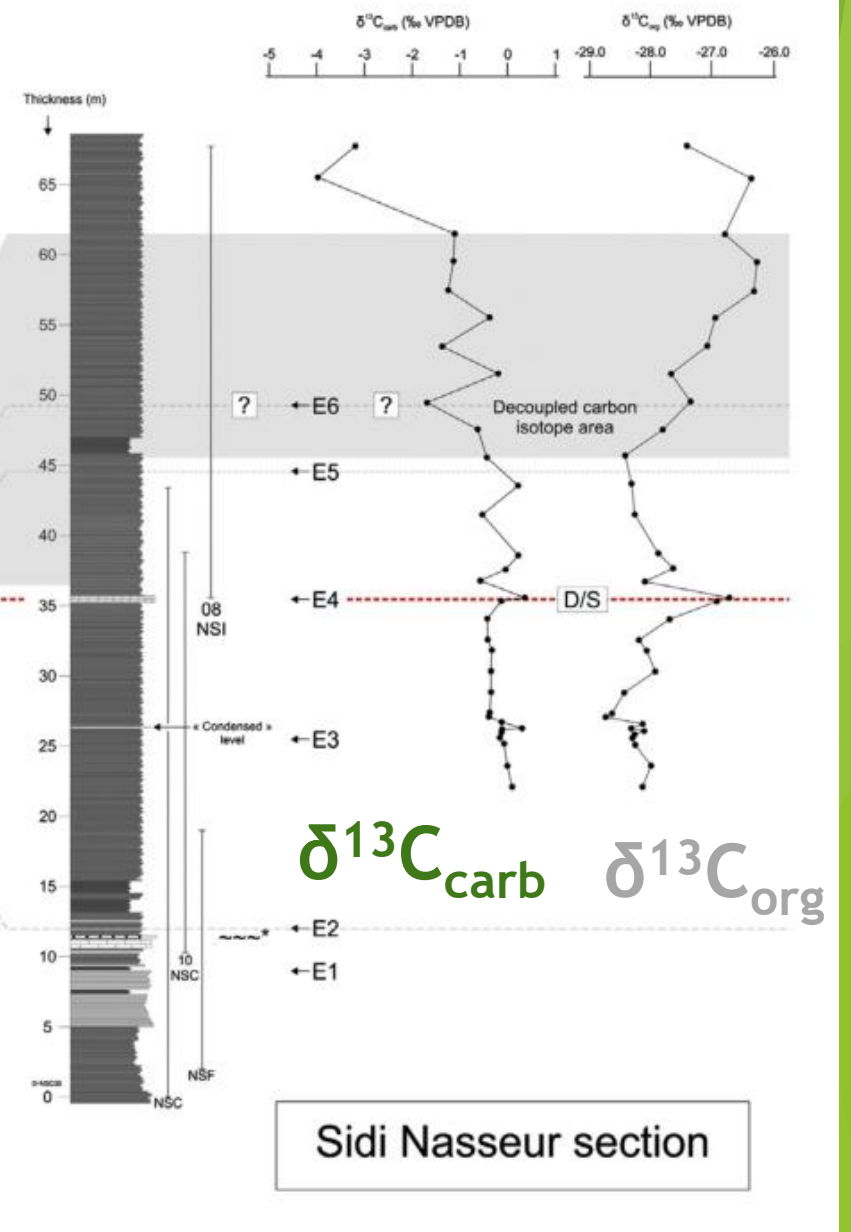 δ¹³Ccarb (‰ VPDB)
δ¹³Corg (‰ VPDB)
-5 -4 -3 -2 -1 0 1
-29.0 -28.0 -27.0 -26.0
Thickness (m)
65
60
55
50
? E6 ?
Decoupled carbon
isotope area
45
E5
40
35
E4
D/S
08
NSI
30
« Condensed »
level
25
E3
20
δ¹³Ccarb
δ¹³Corg
15
E2
~~~*
10
10
NSC
E1
5
NSF
0
NSC
Sidi Nasseur section